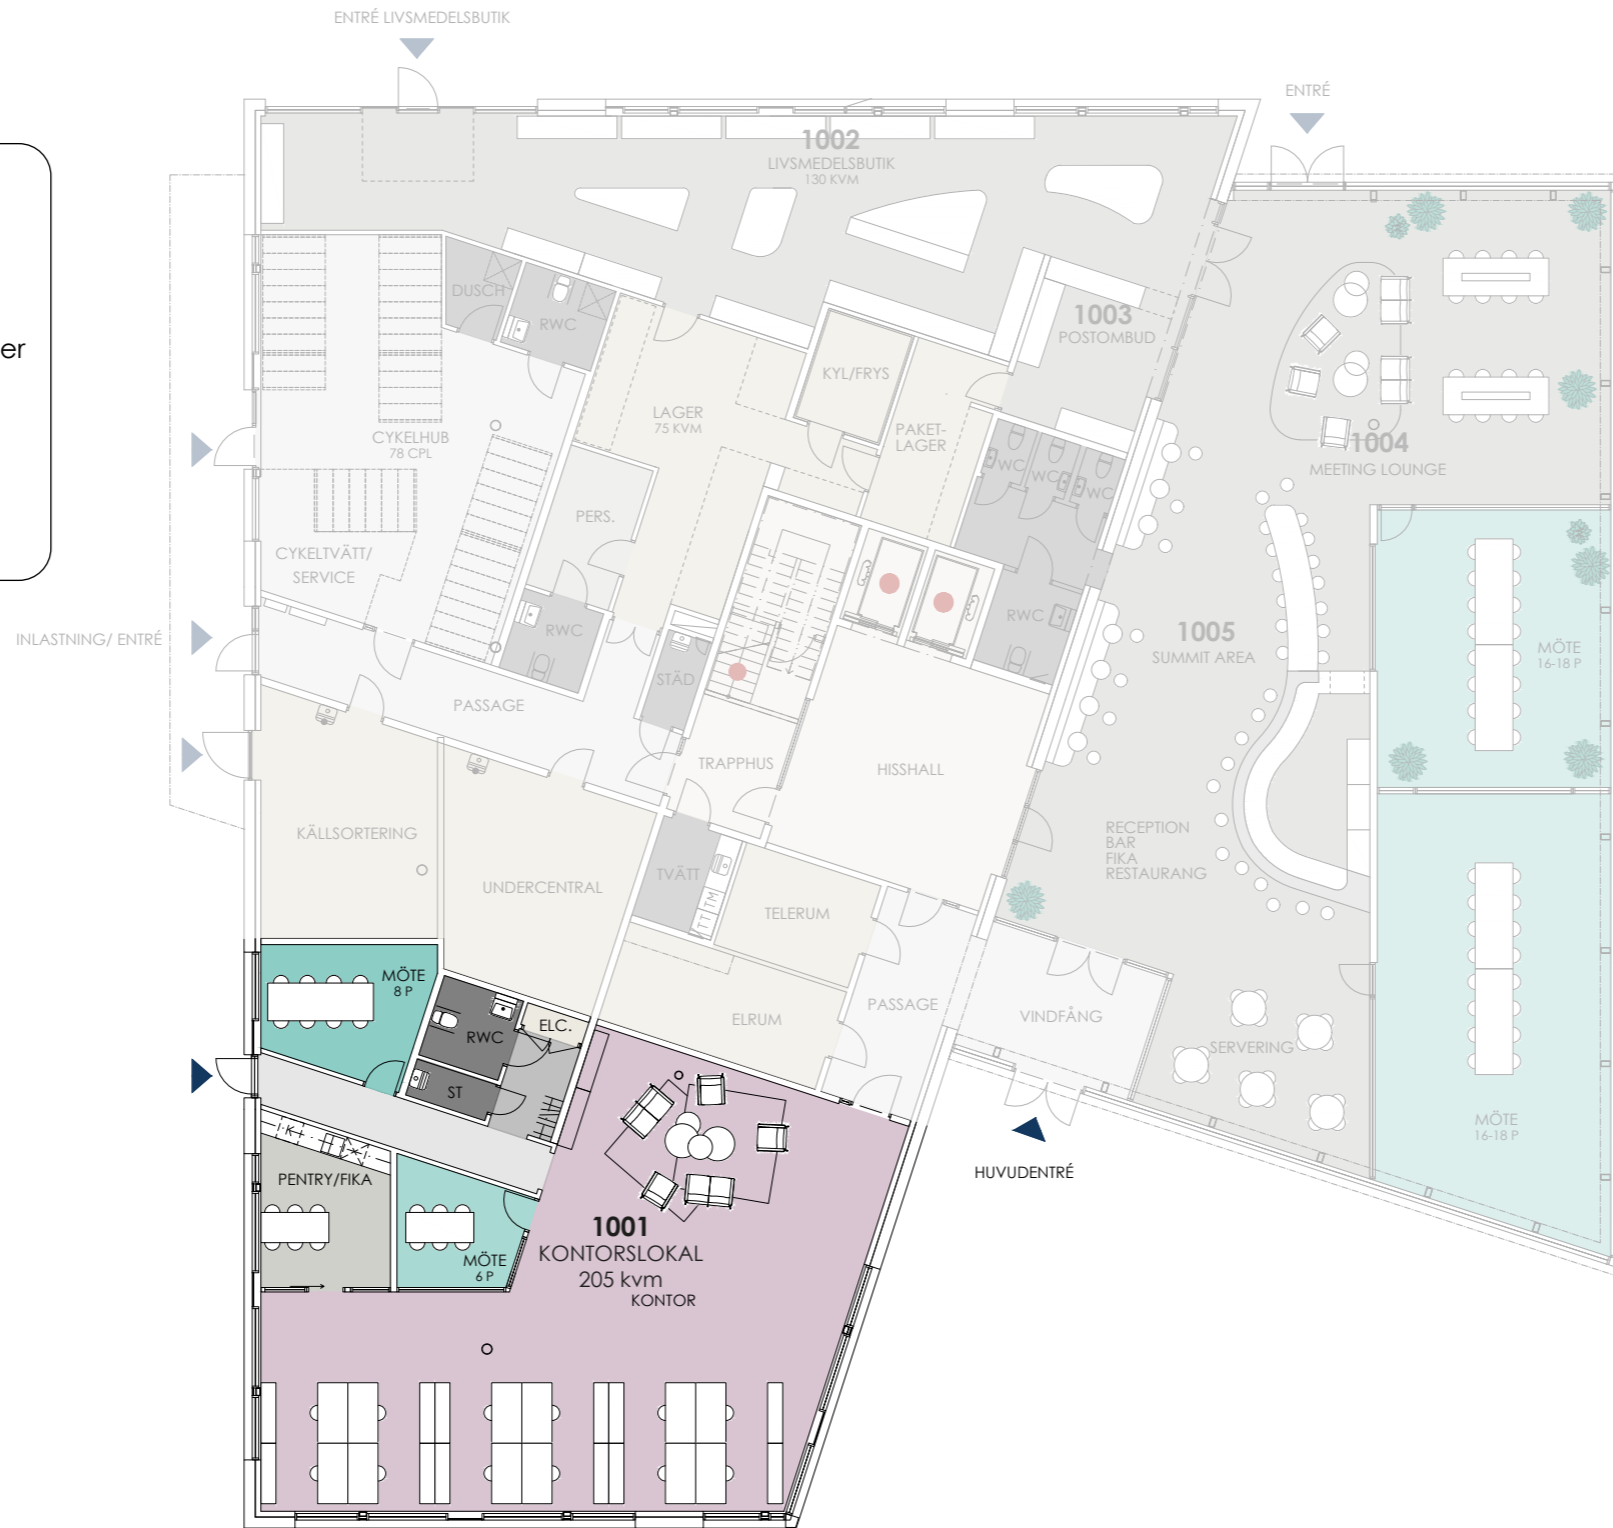 ENTRÉ LIVSMEDELSBUTIK
ENTRÉ
er
1002
LIVSMEDELSBUTIK
130 KVM
DUSCH
RWC
1003
POSTOMBUD
KYL/FRYS
LAGER
75 KVM
PAKET-
LAGER
CYKELHUB
78 CPL
WC
WC
WC
1004
MEETING LOUNGE
PERS.
CYKELTVÄTT/
SERVICE
INLASTNING/ ENTRÉ
RWC
RWC
1005
SUMMIT AREA
MÖTE
16-18 P
STÄD
PASSAGE
TRAPPHUS
HISSHALL
KÄLLSORTERING
UNDERCENTRAL
TVÄTT
TT TM
TELERUM
RECEPTION
BAR
FIKA
RESTAURANG
MÖTE
8 P
RWC
ELC.
ELRUM
PASSAGE
VINDFÅNG
SERVERING
ST
MÖTE
16-18 P
K
PENTRY/FIKA
HUVUDENTRÉ
MÖTE
6 P
1001
KONTORSLOKAL
205 kvm
KONTOR